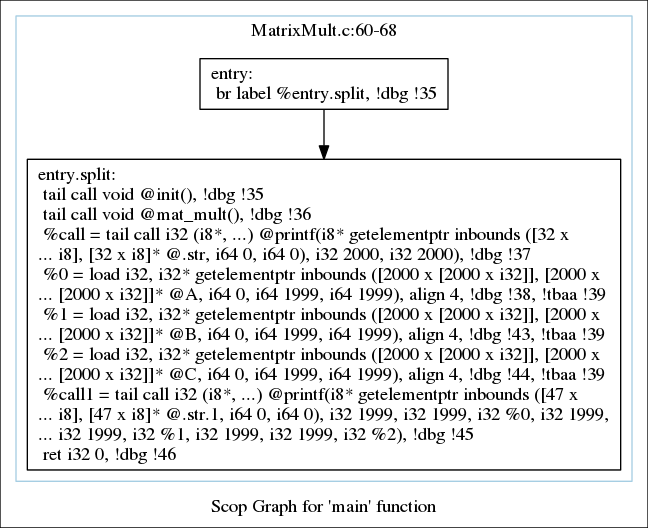 MatrixMult.c:60-68
entry:
br label %entry.split, !dbg !35
entry.split:
tail call void @init(), !dbg !35
tail call void @mat_mult(), !dbg !36
%call = tail call i32 (i8*, ...) @printf(i8* getelementptr inbounds ([32 x
... i8], [32 x i8]* @.str, i64 0, i64 0), i32 2000, i32 2000), !dbg !37
%0 = load i32, i32* getelementptr inbounds ([2000 x [2000 x i32]], [2000 x
... [2000 x i32]]* @A, i64 0, i64 1999, i64 1999), align 4, !dbg !38, !tbaa !39
%1 = load i32, i32* getelementptr inbounds ([2000 x [2000 x i32]], [2000 x
... [2000 x i32]]* @B, i64 0, i64 1999, i64 1999), align 4, !dbg !43, !tbaa !39
%2 = load i32, i32* getelementptr inbounds ([2000 x [2000 x i32]], [2000 x
... [2000 x i32]]* @C, i64 0, i64 1999, i64 1999), align 4, !dbg !44, !tbaa !39
%call1 = tail call i32 (i8*, ...) @printf(i8* getelementptr inbounds ([47 x
... i8], [47 x i8]* @.str.1, i64 0, i64 0), i32 1999, i32 1999, i32 %0, i32 1999,
... i32 1999, i32 %1, i32 1999, i32 1999, i32 %2), !dbg !45
ret i32 0, !dbg !46
Scop Graph for 'main' function